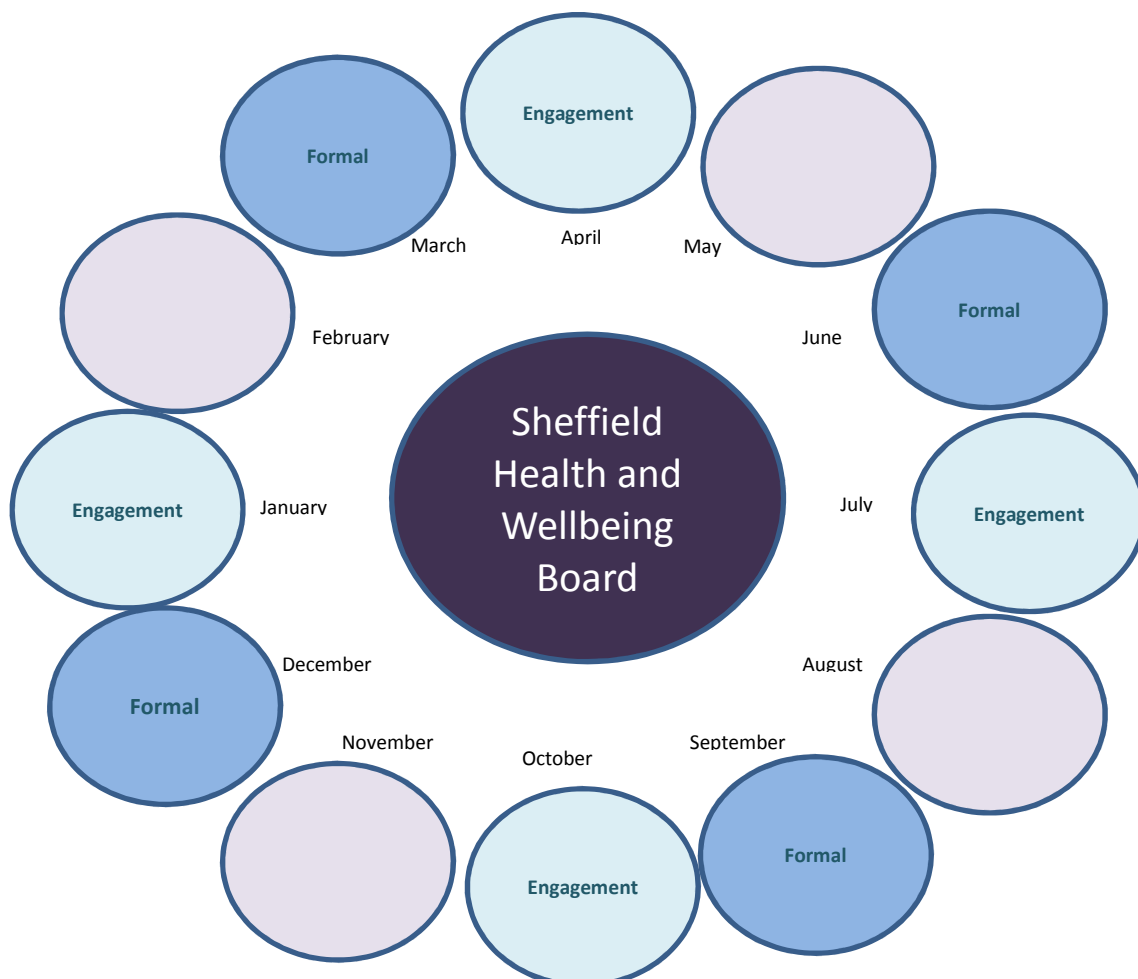 Engagement
Formal
April
March
May
February
June
Formal
Sheffield
Health and
Wellbeing
Board
Engagement
January
July
Engagement
December
August
Formal
November
October
September
Formal
Engagement